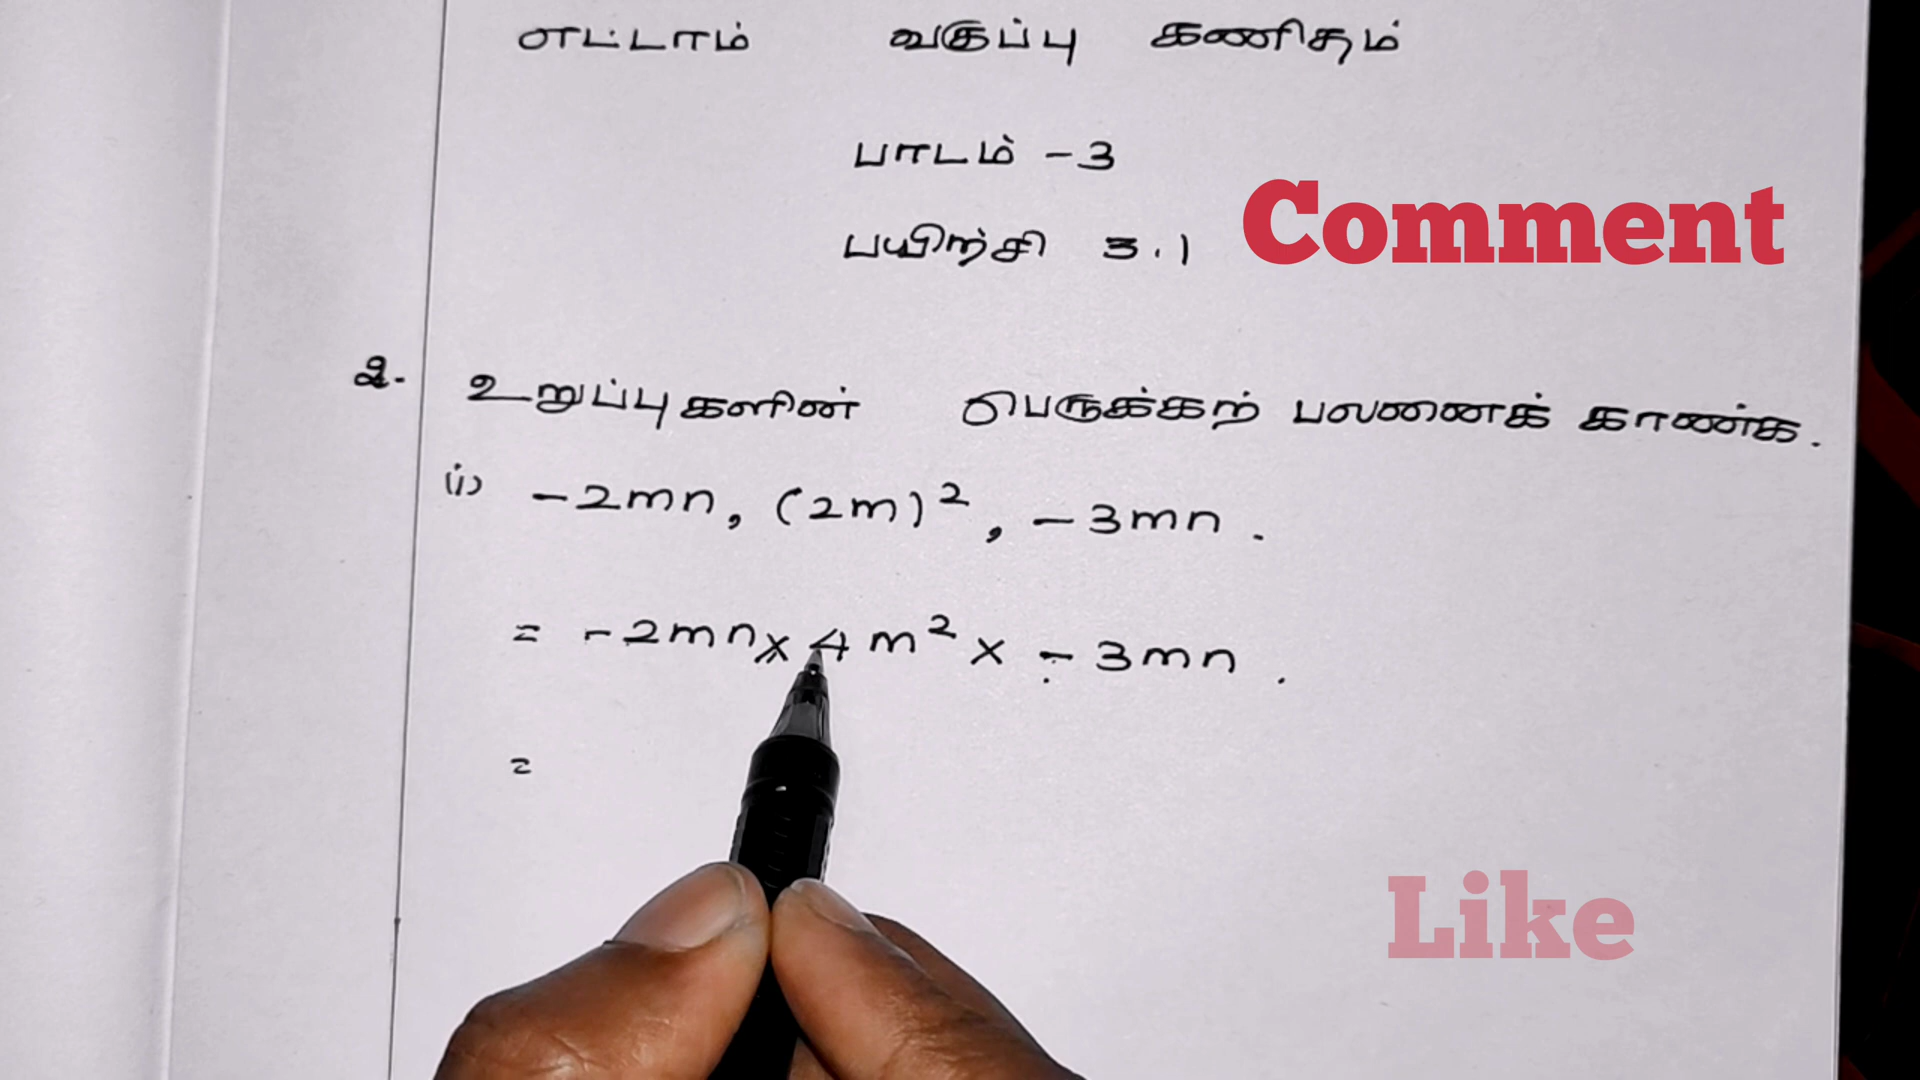 எட்டாம் வகுப்பு கணிதம்
பாடம் - 3
பயிற்சி 3.1
Comment
2. உறுப்புகளின் பெருக்கற் பலனைக் காண்க.
(i) -2mn, (2m)², -3mn.
= -2mn × 4m² × -3mn.
=
Like